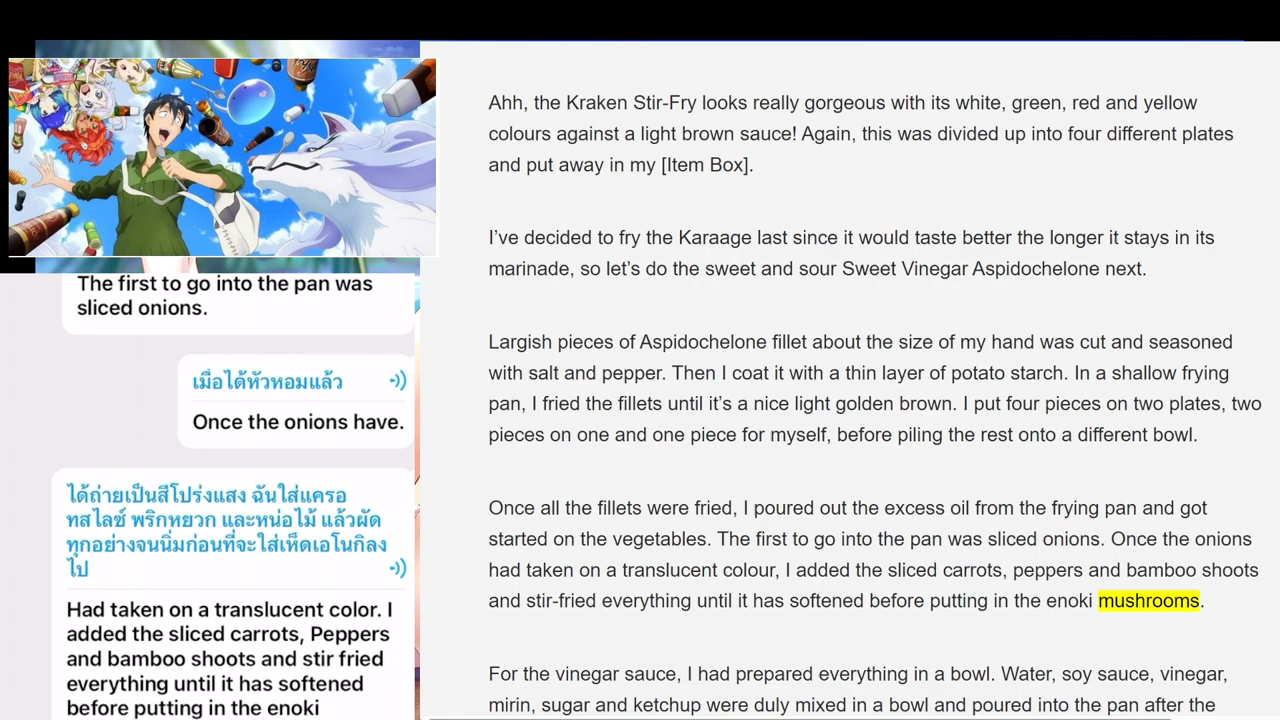 The first to go into the pan was
sliced onions.
เมื่อได้หัวหอมแล้ว
Once the onions have.
ได้ถ่ายเป็นสีโปร่งแสง ฉันใส่แครอ
ทสไลซ์ พริกหยวก และหน่อไม้ แล้วผัด
ทุกอย่างจนนิ่มก่อนที่จะใส่เห็ดเอโนกิลง
ไป
Had taken on a translucent color. I
added the sliced carrots, Peppers
and bamboo shoots and stir fried
everything until it has softened
before putting in the enoki
Ahh, the Kraken Stir-Fry looks really gorgeous with its white, green, red and yellow
colours against a light brown sauce! Again, this was divided up into four different plates
and put away in my [Item Box].
I’ve decided to fry the Karaage last since it would taste better the longer it stays in its
marinade, so let’s do the sweet and sour Sweet Vinegar Aspidochelone next.
Largish pieces of Aspidochelone fillet about the size of my hand was cut and seasoned
with salt and pepper. Then I coat it with a thin layer of potato starch. In a shallow frying
pan, I fried the fillets until it’s a nice light golden brown. I put four pieces on two plates, two
pieces on one and one piece for myself, before piling the rest onto a different bowl.
Once all the fillets were fried, I poured out the excess oil from the frying pan and got
started on the vegetables. The first to go into the pan was sliced onions. Once the onions
had taken on a translucent colour, I added the sliced carrots, peppers and bamboo shoots
and stir-fried everything until it has softened before putting in the enoki mushrooms.
For the vinegar sauce, I had prepared everything in a bowl. Water, soy sauce, vinegar,
mirin, sugar and ketchup were duly mixed in a bowl and poured into the pan after the